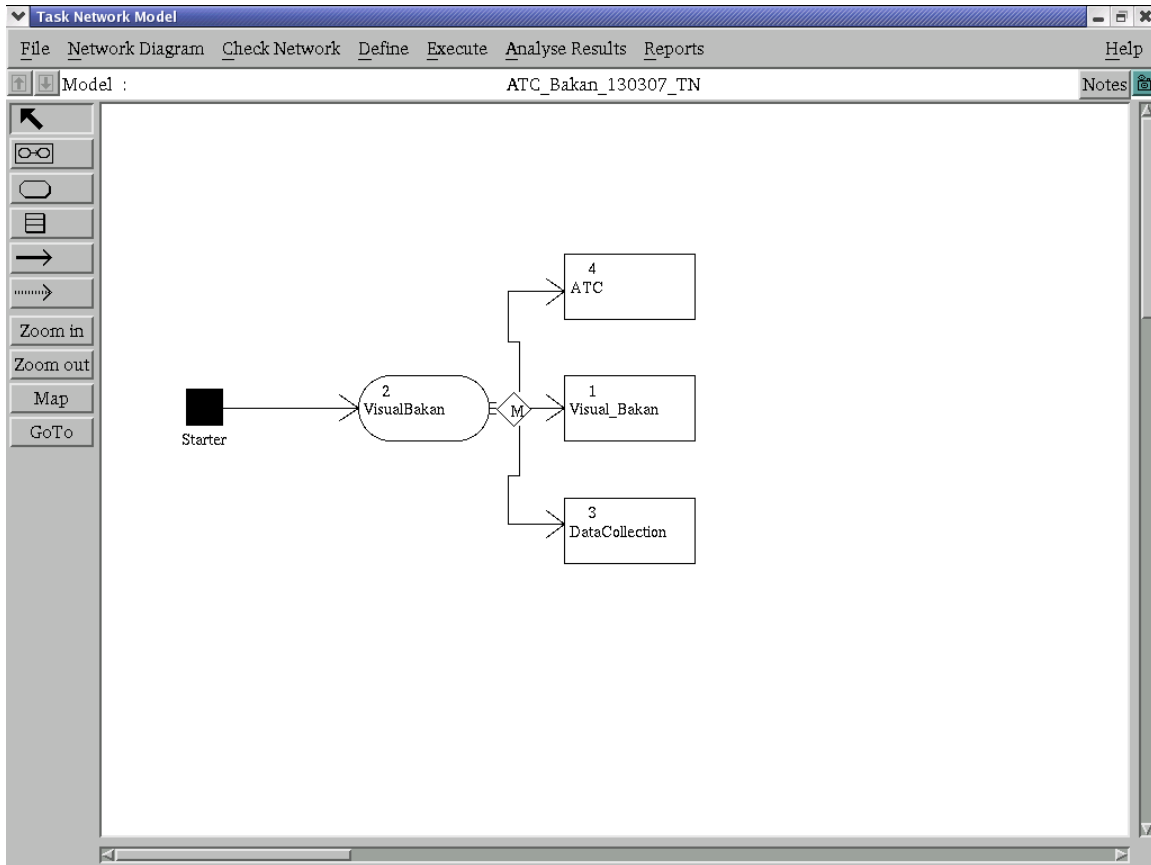 Task Network Model
File Network Diagram Check Network Define Execute Analyse Results Reports Help
Model : ATC_Bakan_130307_TN Notes
Zoom in
Zoom out
Map
GoTo
Starter
2
VisualBakan
M
4
ATC
1
Visual_Bakan
3
DataCollection